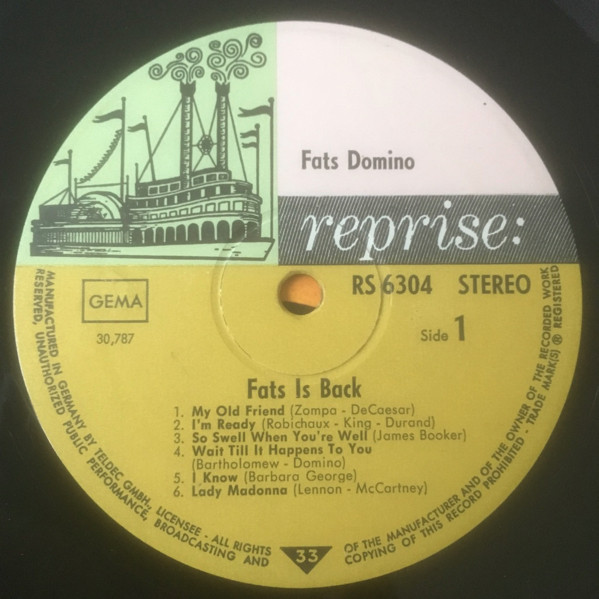 Fats Domino
reprise:
RS 6304 STEREO
GEMA
30,787
Side 1
Fats Is Back
1. My Old Friend (Zompa - DeCaesar)
2. I'm Ready (Robichaux - King - Durand)
3. So Swell When You're Well (James Booker)
4. Wait Till It Happens To You
(Bartholomew - Domino)
5. I Know (Barbara George)
6. Lady Madonna (Lennon - McCartney)
MANUFACTURED IN GERMANY BY TELDEC GMBH., LICENSEE - ALL RIGHTS
RESERVED, UNAUTHORIZED PUBLIC PERFORMANCE, BROADCASTING AND
33
OF THE MANUFACTURER AND OF THE OWNER OF THE RECORDED WORK
COPYING OF THIS RECORD PROHIBITED - TRADE MARK(S) ® REGISTERED